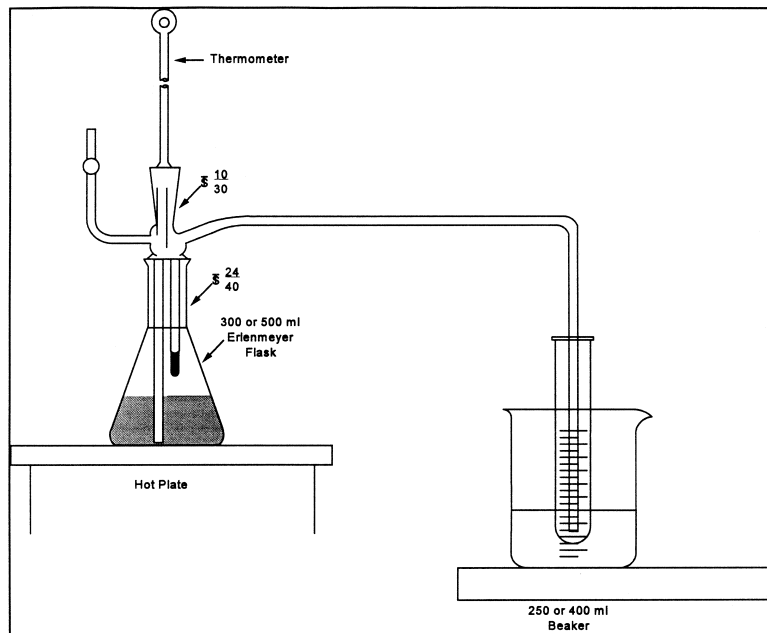 Thermometer
10
30
24
40
300 or 500 ml
Erlenmeyer
Flask
Hot Plate
250 or 400 ml
Beaker